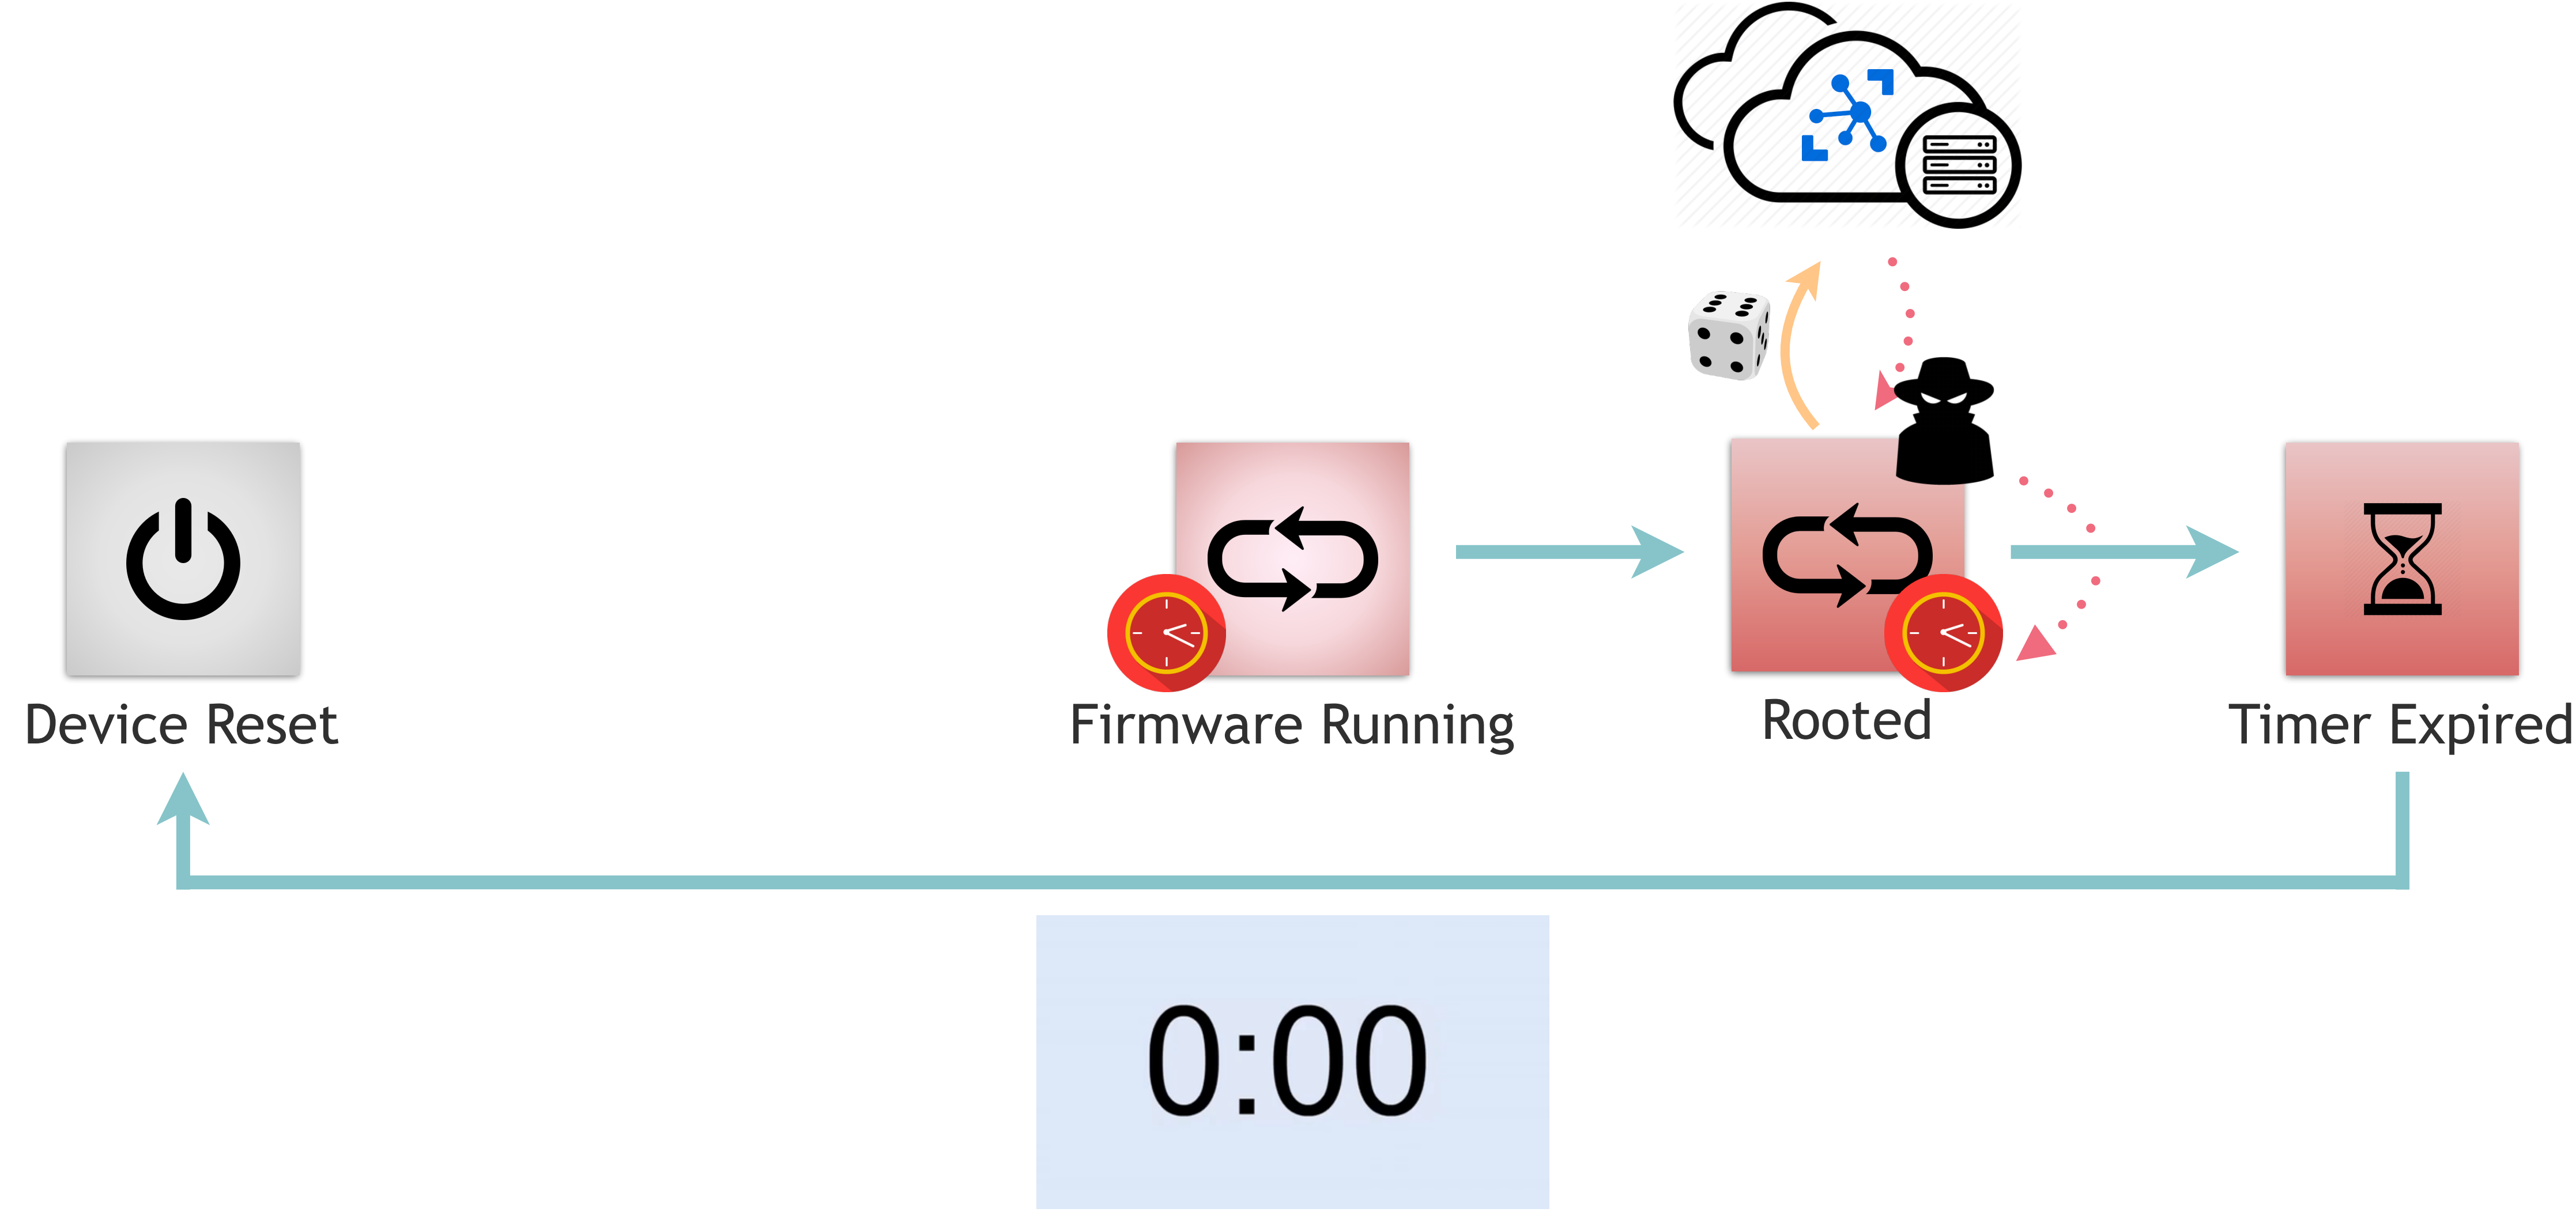 Device Reset
Firmware Running
Rooted
Timer Expired
0:00